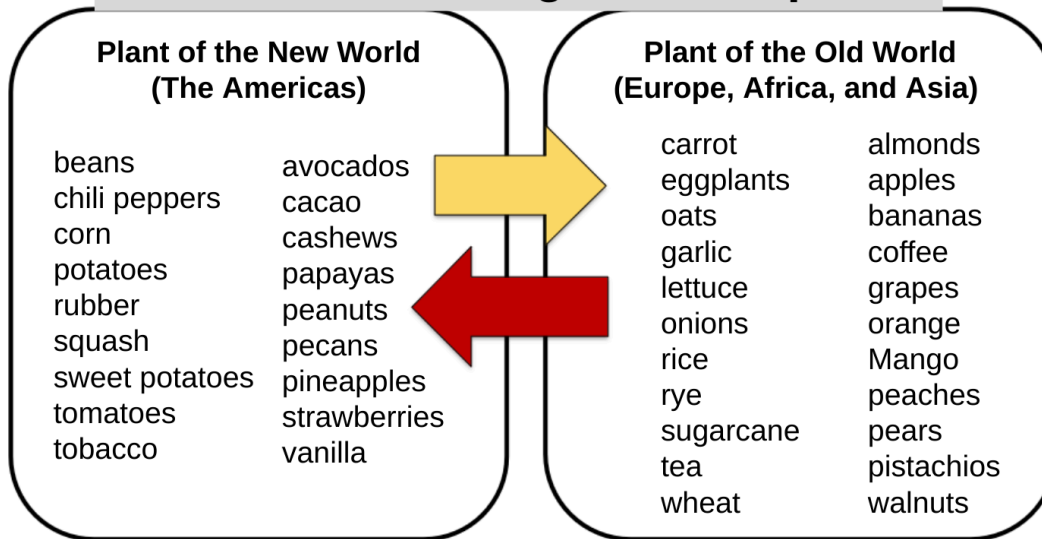 Plant of the New World
(The Americas)
beans
chili peppers
corn
potatoes
rubber
squash
sweet potatoes
tomatoes
tobacco
avocados
cacao
cashews
papayas
peanuts
pecans
pineapples
strawberries
vanilla
Plant of the Old World
(Europe, Africa, and Asia)
carrot
eggplants
oats
garlic
lettuce
onions
rice
rye
sugarcane
tea
wheat
almonds
apples
bananas
coffee
grapes
orange
Mango
peaches
pears
pistachios
walnuts